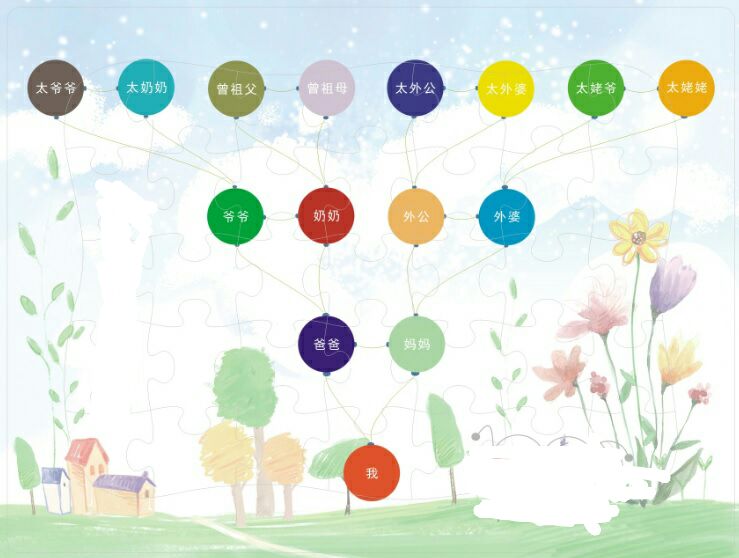 太爷爷 太奶奶 曾祖父 曾祖母 太外公 太外婆 太姥爷 太姥姥
爷爷 奶奶 外公 外婆
爸爸 妈妈
我